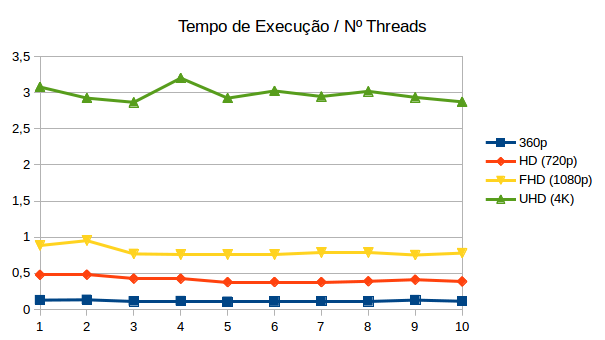 Tempo de Execução / Nº Threads
3,5
3
2,5
2
1,5
1
0,5
0
1 2 3 4 5 6 7 8 9 10
360p
HD (720p)
FHD (1080p)
UHD (4K)